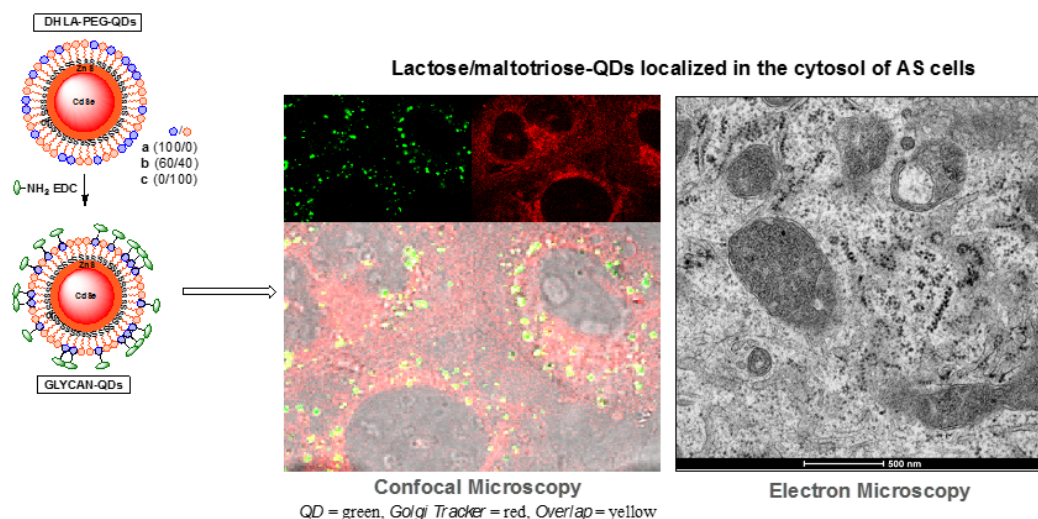 DHLA-PEG-QDs
Zn S
CdSe
a (100/0)
b (60/40)
c (0/100)
-NH₂ EDC
Zn S
CdSe
GLYCAN-QDs
Lactose/maltotriose-QDs localized in the cytosol of AS cells
500 nm
Confocal Microscopy
Electron Microscopy
QD = green, Golgi Tracker = red, Overlap = yellow